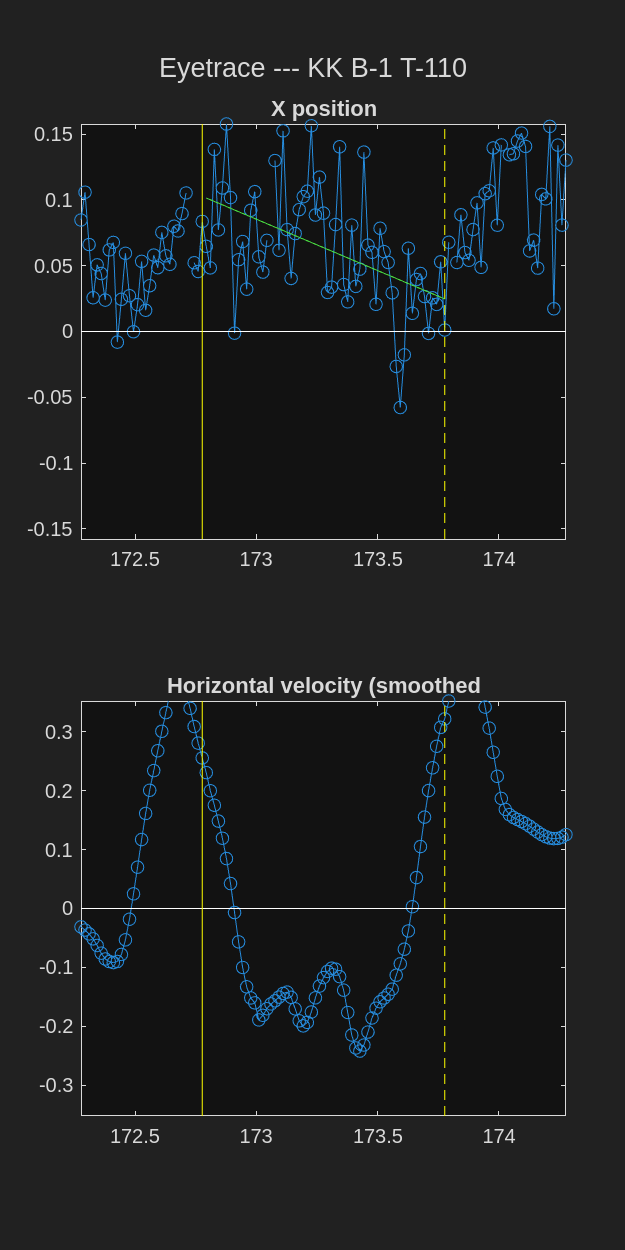 Eyetrace --- KK B-1 T-110
X position
0.15
0.1
0.05
0
-0.05
-0.1
-0.15
172.5 173 173.5 174
Horizontal velocity (smoothed
0.3
0.2
0.1
0
-0.1
-0.2
-0.3
172.5 173 173.5 174